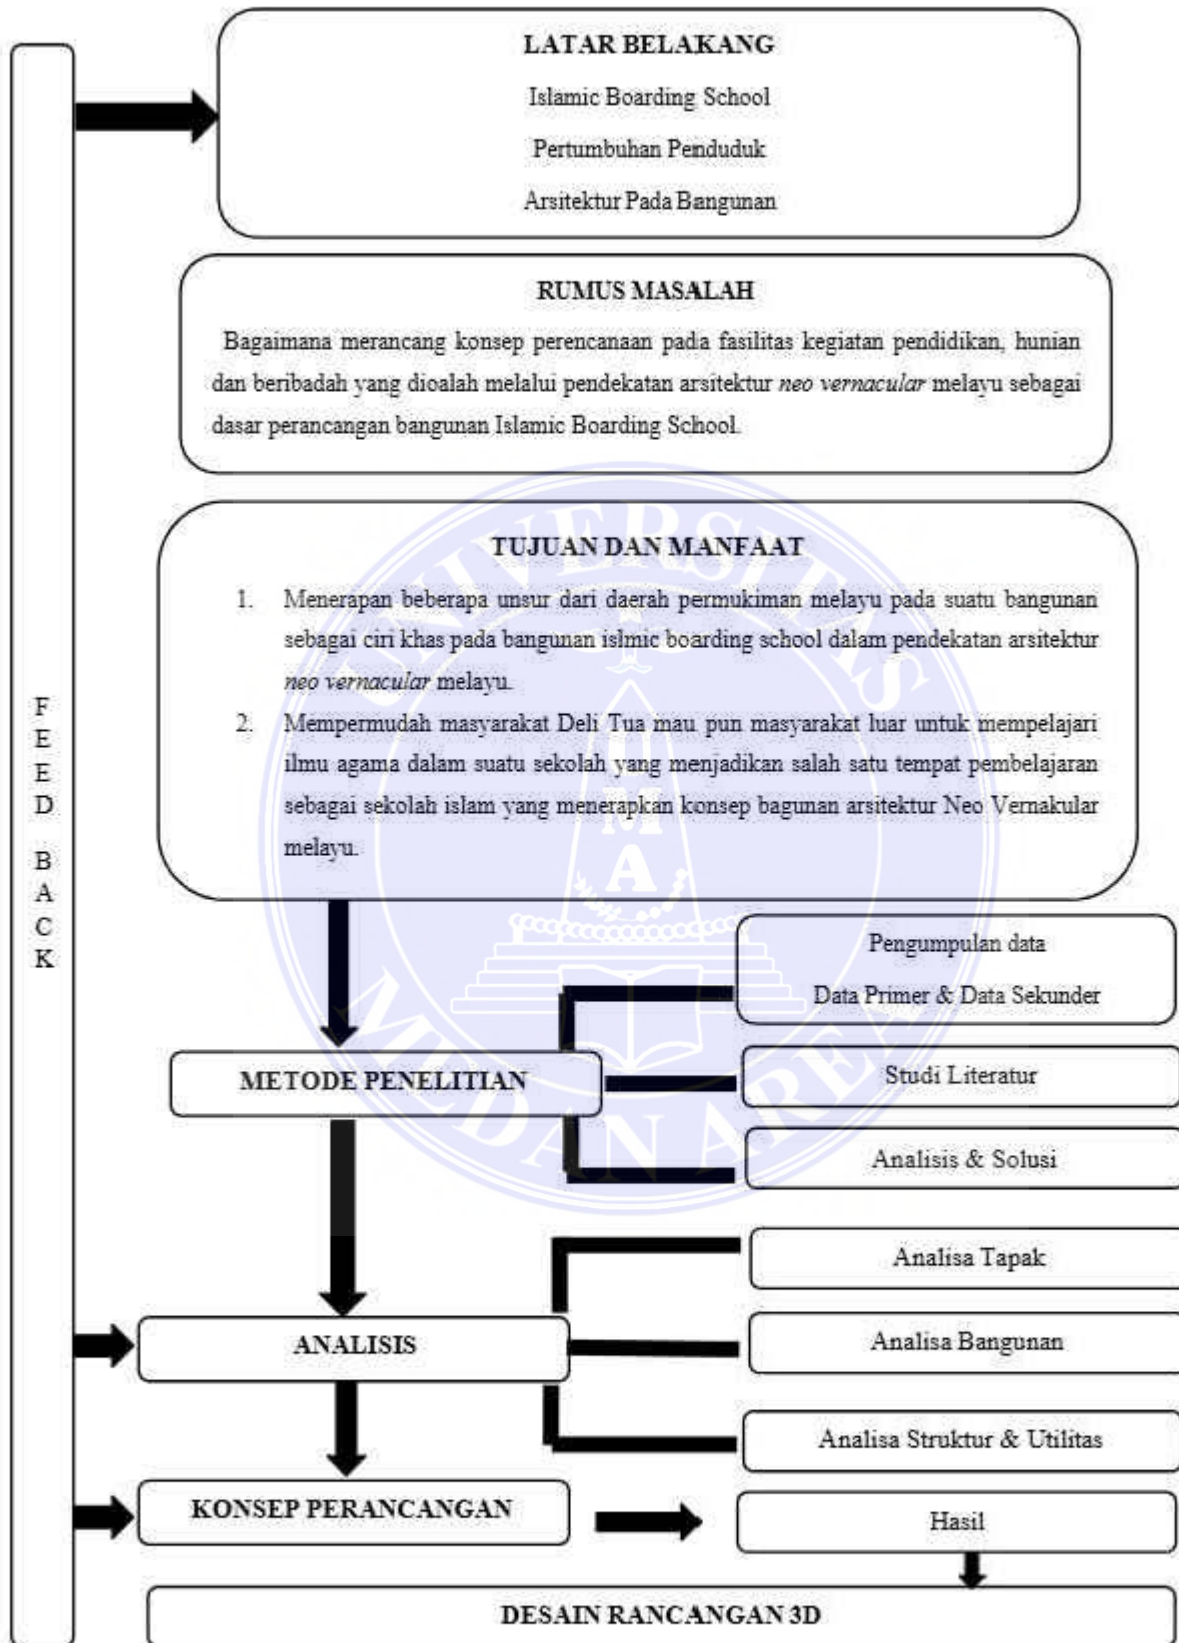 LATAR BELAKANG
Islamic Boarding School
Pertumbuhan Penduduk
Arsitektur Pada Bangunan
RUMUS MASALAH
Bagaimana merancang konsep perencanaan pada fasilitas kegiatan pendidikan, hunian
dan beribadah yang dioalah melalui pendekatan arsitektur neo vernacular melayu sebagai
dasar perancangan bangunan Islamic Boarding School.
TUJUAN DAN MANFAAT
1. Menerapan beberapa unsur dari daerah permukiman melayu pada suatu bangunan
sebagai ciri khas pada bangunan islmic boarding school dalam pendekatan arsitektur
neo vernacular melayu.
2. Mempermudah masyarakat Deli Tua mau pun masyarakat luar untuk mempelajari
ilmu agama dalam suatu sekolah yang menjadikan salah satu tempat pembelajaran
sebagai sekolah islam yang menerapkan konsep bagunan arsitektur Neo Vernakular
melayu.
FEED BACK
Pengumpulan data
Data Primer & Data Sekunder
METODE PENELITIAN
Studi Literatur
Analisis & Solusi
Analisa Tapak
ANALISIS
Analisa Bangunan
Analisa Struktur & Utilitas
KONSEP PERANCANGAN
Hasil
DESAIN RANCANGAN 3D
UNIVERSITAS
UMA
MEDAN AREA